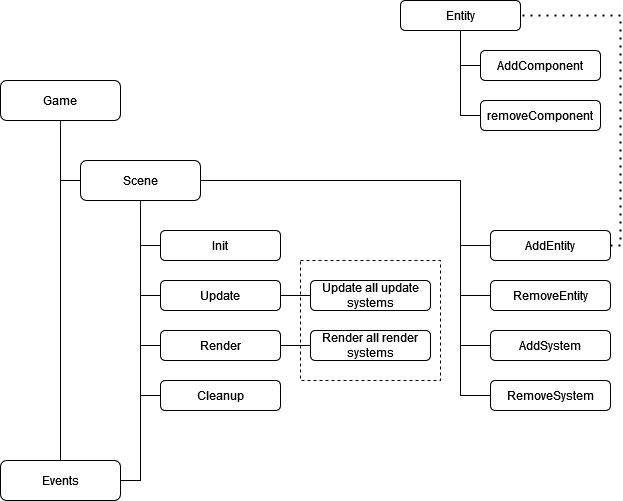 Entity
AddComponent
removeComponent
Game
Scene
Init
Update
Render
Cleanup
Update all update
systems
Render all render
systems
AddEntity
RemoveEntity
AddSystem
RemoveSystem
Events